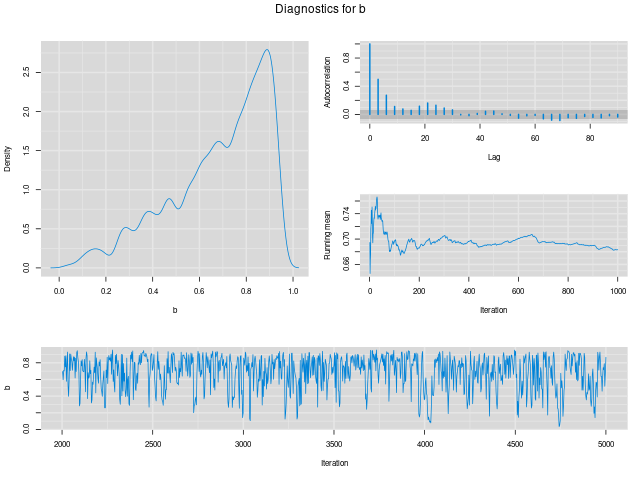 Diagnostics for b
Density
0.0 0.5 1.0 1.5 2.0 2.5
0.0 0.2 0.4 0.6 0.8 1.0
b
Autocorrelation
0.0 0.4 0.8
0 20 40 60 80
Lag
Running mean
0.66 0.70 0.74
0 200 400 600 800 1000
Iteration
b
0.0 0.4 0.8
2000 2500 3000 3500 4000 4500 5000
Iteration